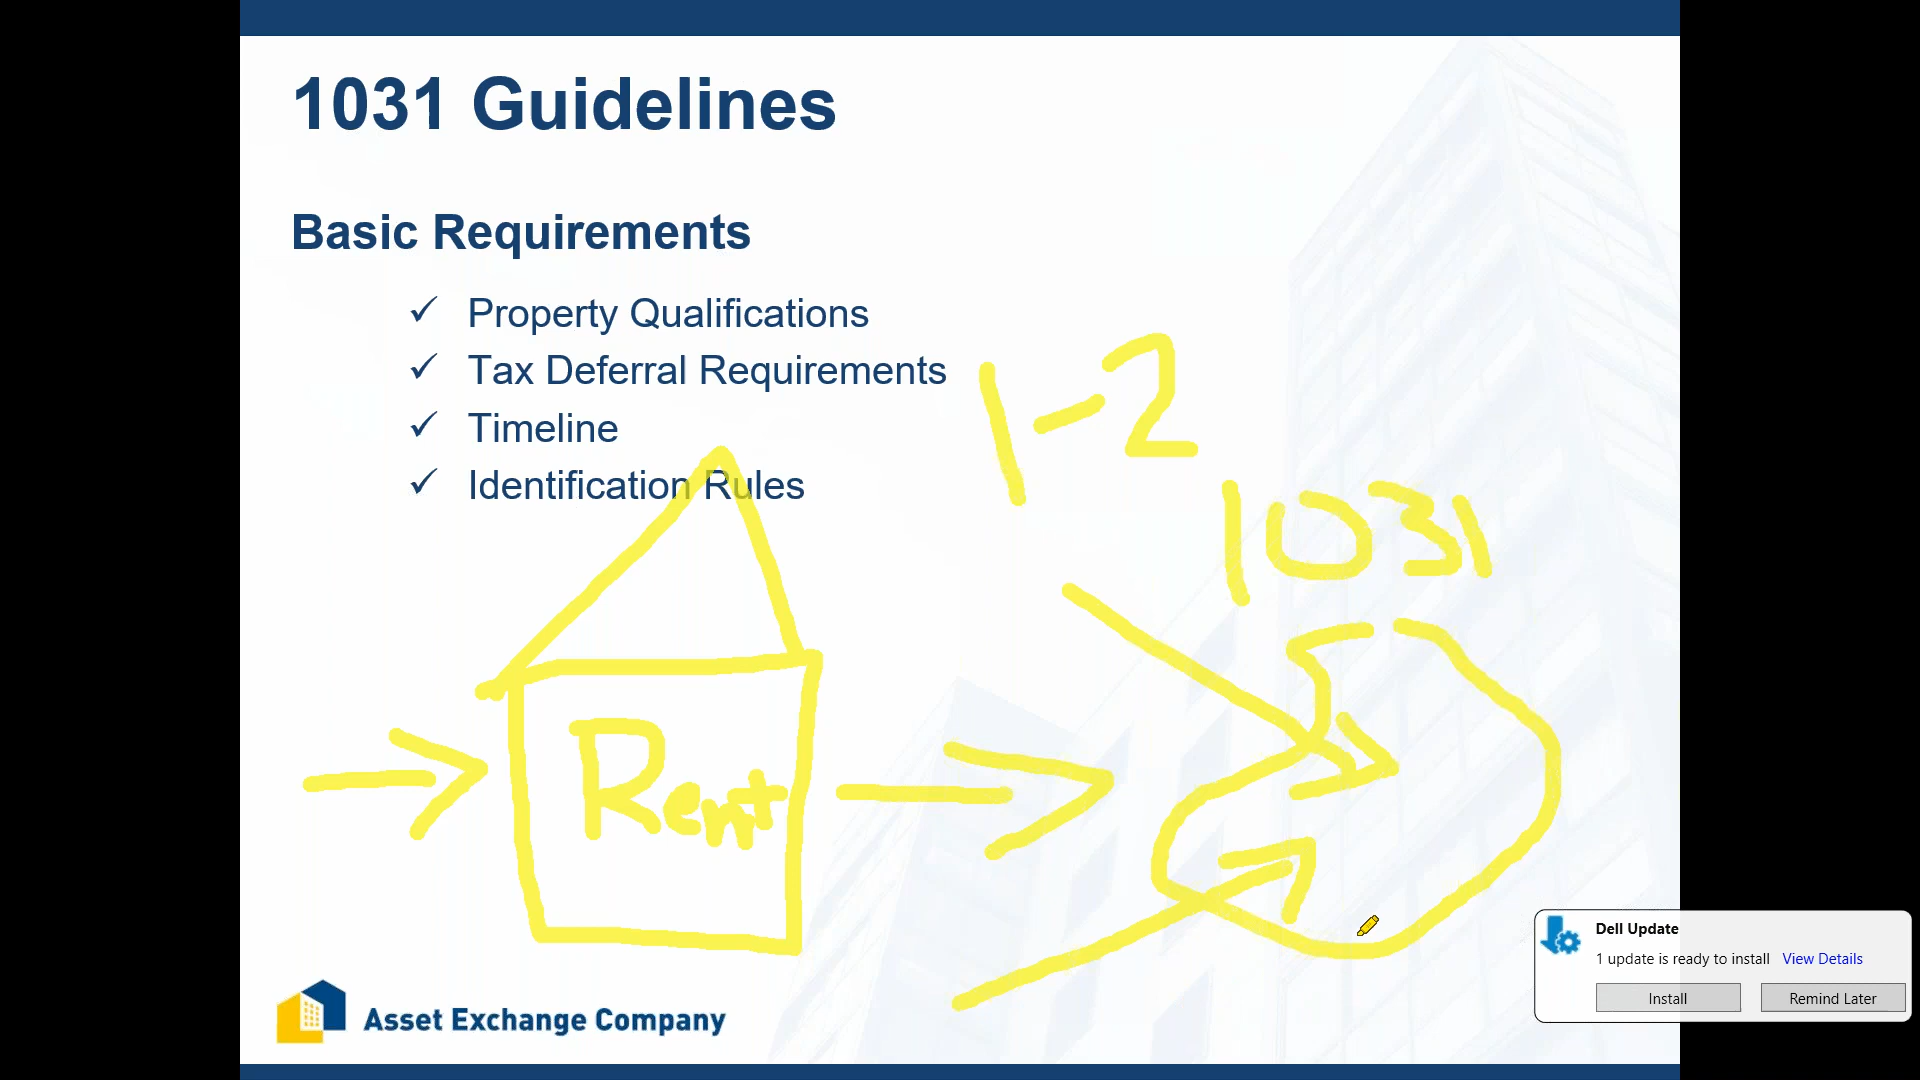 1031 Guidelines
Basic Requirements
✓ Property Qualifications
✓ Tax Deferral Requirements
✓ Timeline
✓ Identification Rules
1-2
1031
Rent
Asset Exchange Company
Dell Update
1 update is ready to install View Details
Install Remind Later